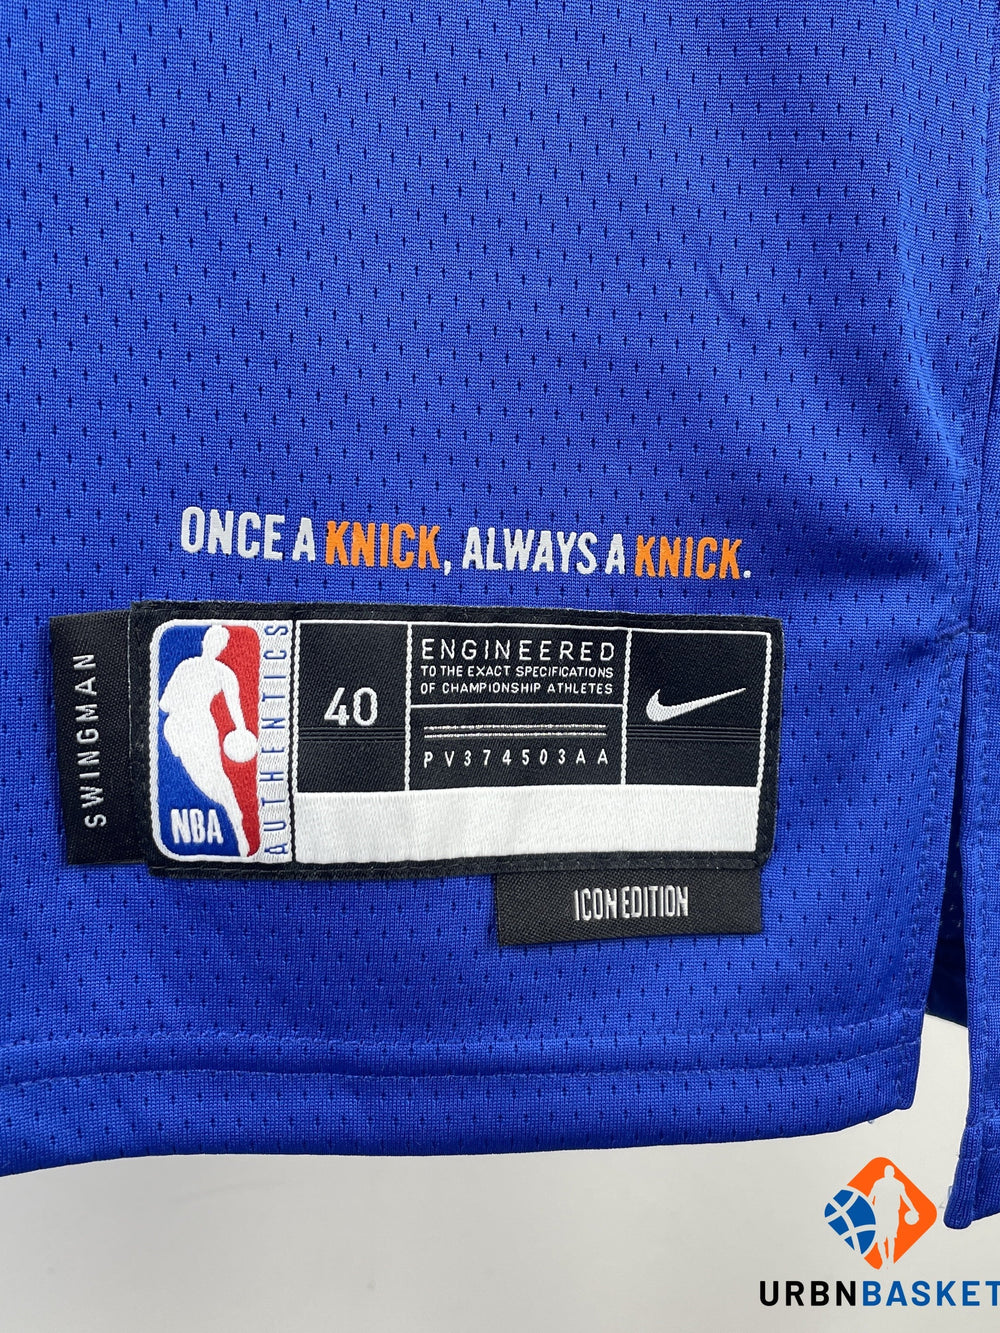 ONCE A KNICK, ALWAYS A KNICK.
SWINGMAN
NBA
AUTHENTICS
40
ENGINEERED
TO THE EXACT SPECIFICATIONS
OF CHAMPIONSHIP ATHLETES
PV374503AA
ICON EDITION
URBNBASKET